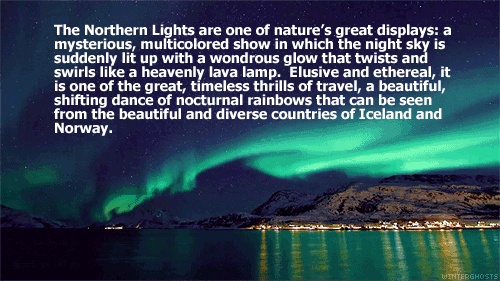 The Northern Lights are one of nature’s great displays: a
mysterious, multicolored show in which the night sky is
suddenly lit up with a wondrous glow that twists and
swirls like a heavenly lava lamp.  Elusive and ethereal, it
is one of the great, timeless thrills of travel, a beautiful,
shifting dance of nocturnal rainbows that can be seen
from the beautiful and diverse countries of Iceland and
Norway.
WINTERGHOSTS